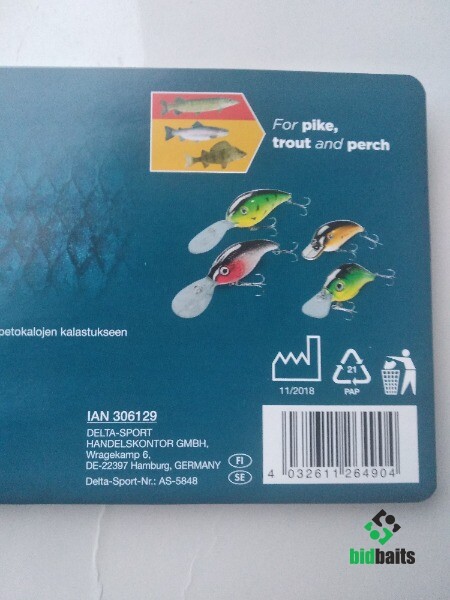 For pike,
trout and perch
petokalojen kalastukseen
11/2018
21
PAP
IAN 306129
DELTA-SPORT
HANDELSKONTOR GMBH,
Wragekamp 6,
DE-22397 Hamburg, GERMANY
Delta-Sport-Nr.: AS-5848
FI
SE
4 032611 264904
bidbaits